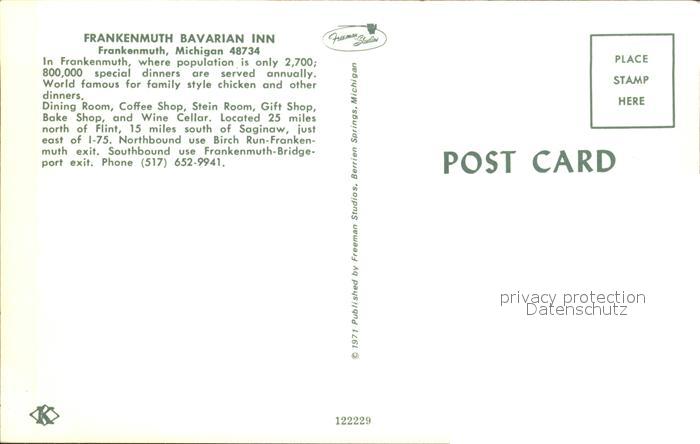 FRANKENMUTH BAVARIAN INN
Frankenmuth, Michigan 48734
In Frankenmuth, where population is only 2,700;
800,000 special dinners are served annually.
World famous for family style chicken and other
dinners.
Dining Room, Coffee Shop, Stein Room, Gift Shop,
Bake Shop, and Wine Cellar. Located 25 miles
north of Flint, 15 miles south of Saginaw, just
east of I-75. Northbound use Birch Run-Franken-
muth exit. Southbound use Frankenmuth-Bridge-
port exit. Phone (517) 652-9941.
Freeman
Studios
© 1971 Published by Freeman Studios, Berrien Springs, Michigan
PLACE
STAMP
HERE
POST CARD
privacy protection
Datenschutz
K
122229